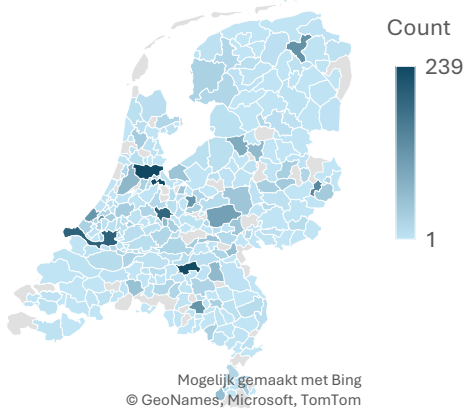 Count
239
1
Mogelijk gemaakt met Bing
© GeoNames, Microsoft, TomTom